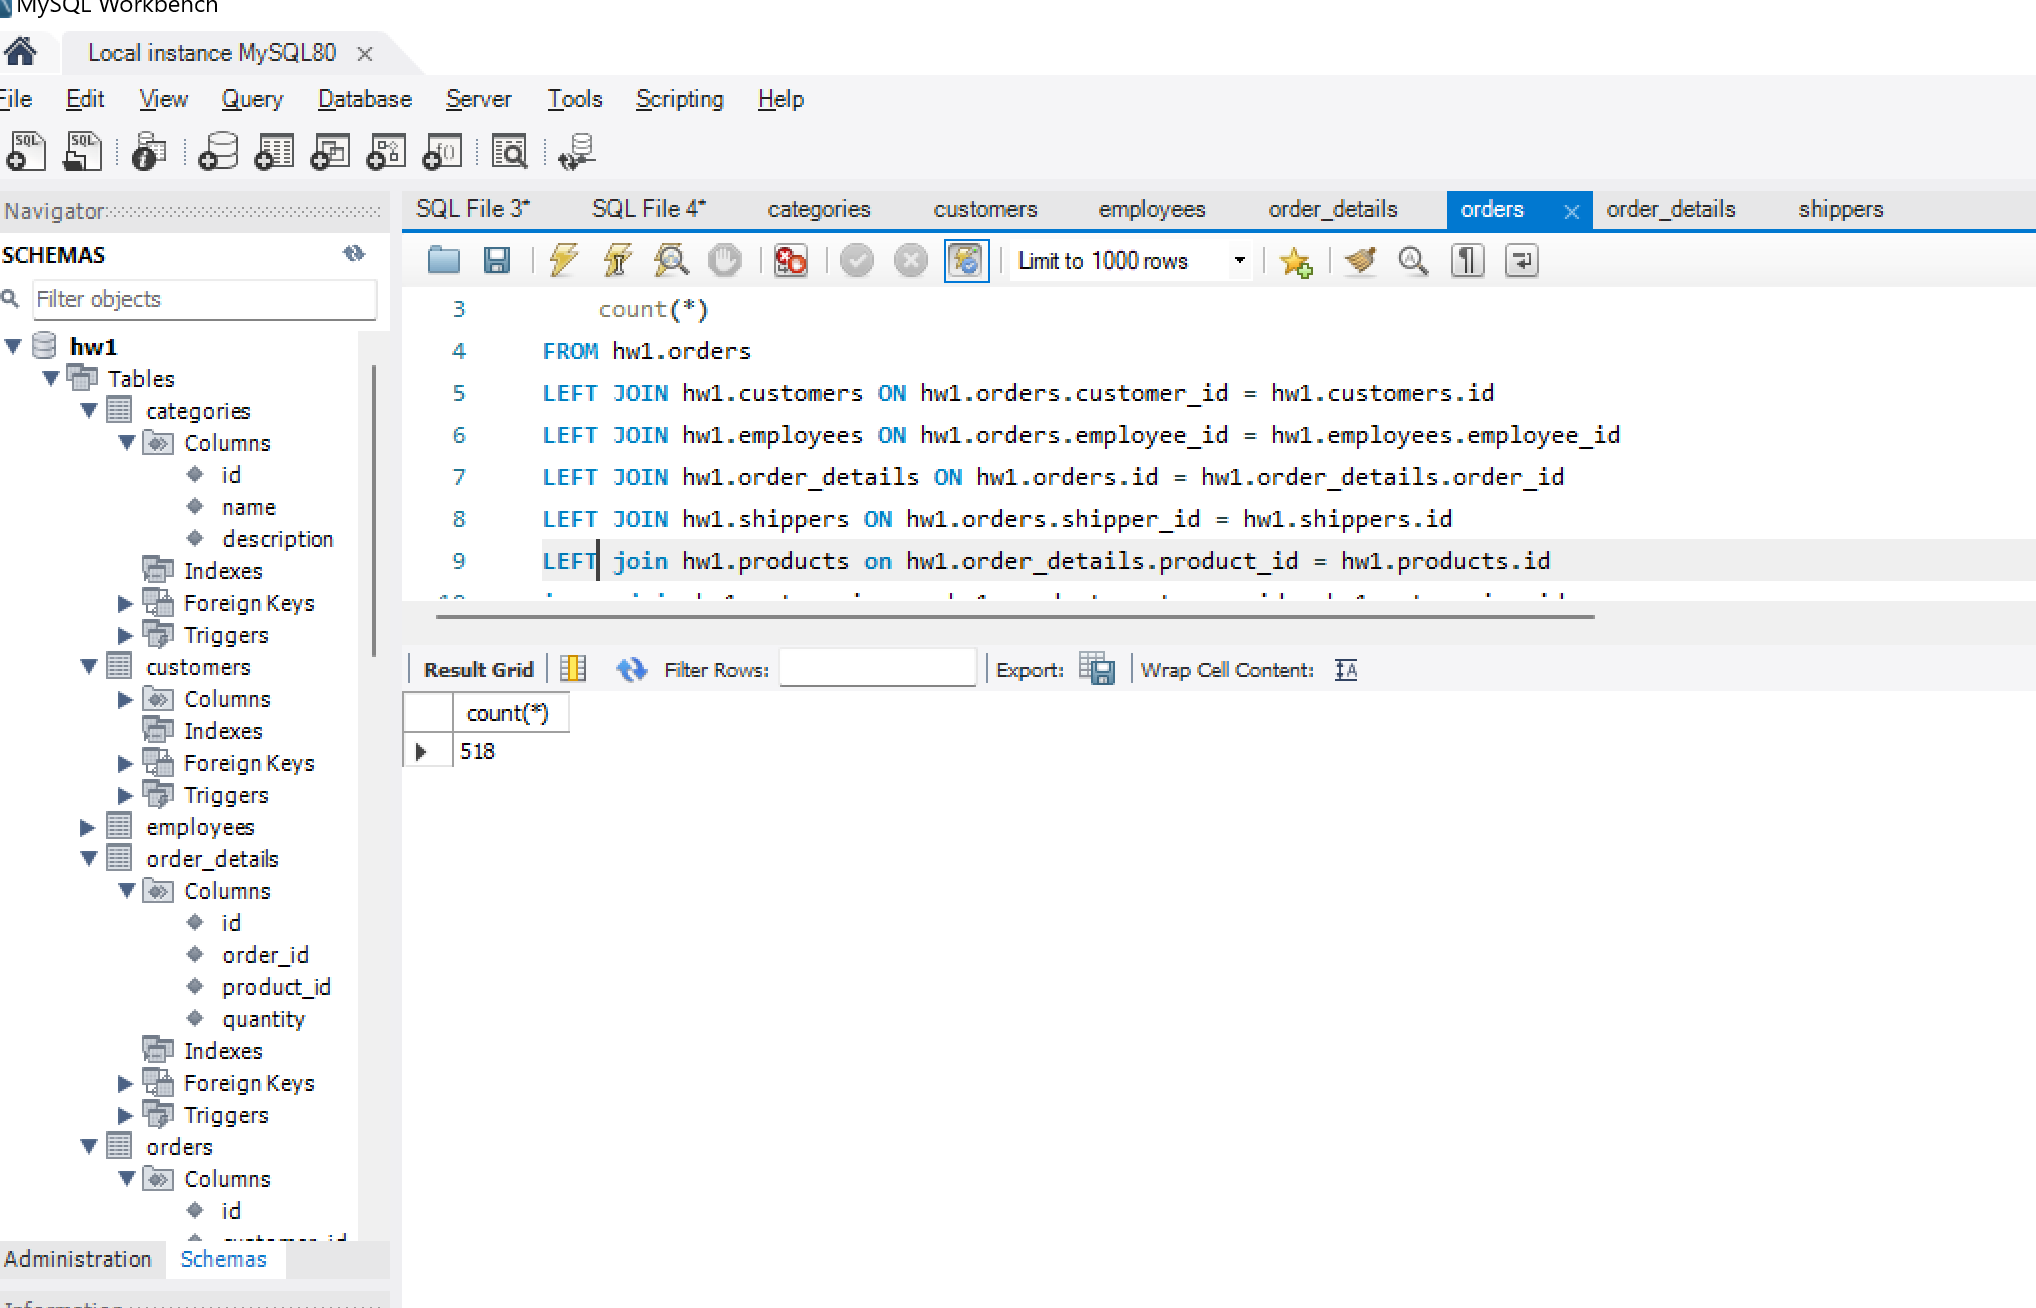 MySQL Workbench
Local instance MySQL80
File Edit View Query Database Server Tools Scripting Help
Navigator
SCHEMAS
Filter objects
hw1
Tables
categories
Columns
id
name
description
Indexes
Foreign Keys
Triggers
customers
Columns
Indexes
Foreign Keys
Triggers
employees
order_details
Columns
id
order_id
product_id
quantity
Indexes
Foreign Keys
Triggers
orders
Columns
id
customer_id
Administration Schemas
Information
SQL File 3* SQL File 4* categories customers employees order_details orders order_details shippers
Limit to 1000 rows
3 count(*)
4 FROM hw1.orders
5 LEFT JOIN hw1.customers ON hw1.orders.customer_id = hw1.customers.id
6 LEFT JOIN hw1.employees ON hw1.orders.employee_id = hw1.employees.employee_id
7 LEFT JOIN hw1.order_details ON hw1.orders.id = hw1.order_details.order_id
8 LEFT JOIN hw1.shippers ON hw1.orders.shipper_id = hw1.shippers.id
9 LEFT join hw1.products on hw1.order_details.product_id = hw1.products.id
Result Grid Filter Rows: Export: Wrap Cell Content:
count(*)
518